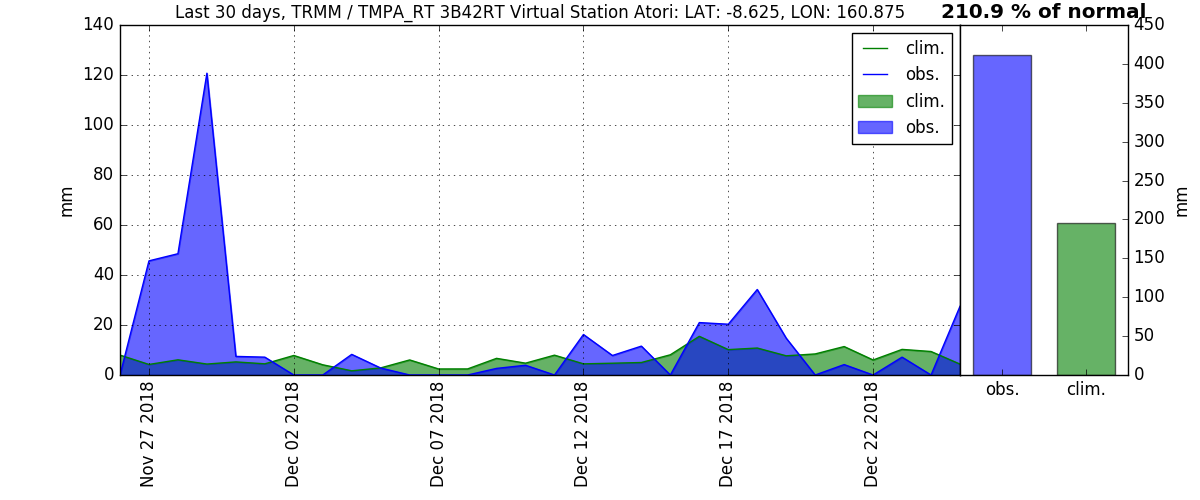 Last 30 days, TRMM / TMPA_RT 3B42RT Virtual Station Atori: LAT: -8.625, LON: 160.875
210.9 % of normal
140
120
100
80
60
40
20
0
mm
clim.
obs.
clim.
obs.
Nov 27 2018
Dec 02 2018
Dec 07 2018
Dec 12 2018
Dec 17 2018
Dec 22 2018
450
400
350
300
250
200
150
100
50
0
mm
obs.
clim.